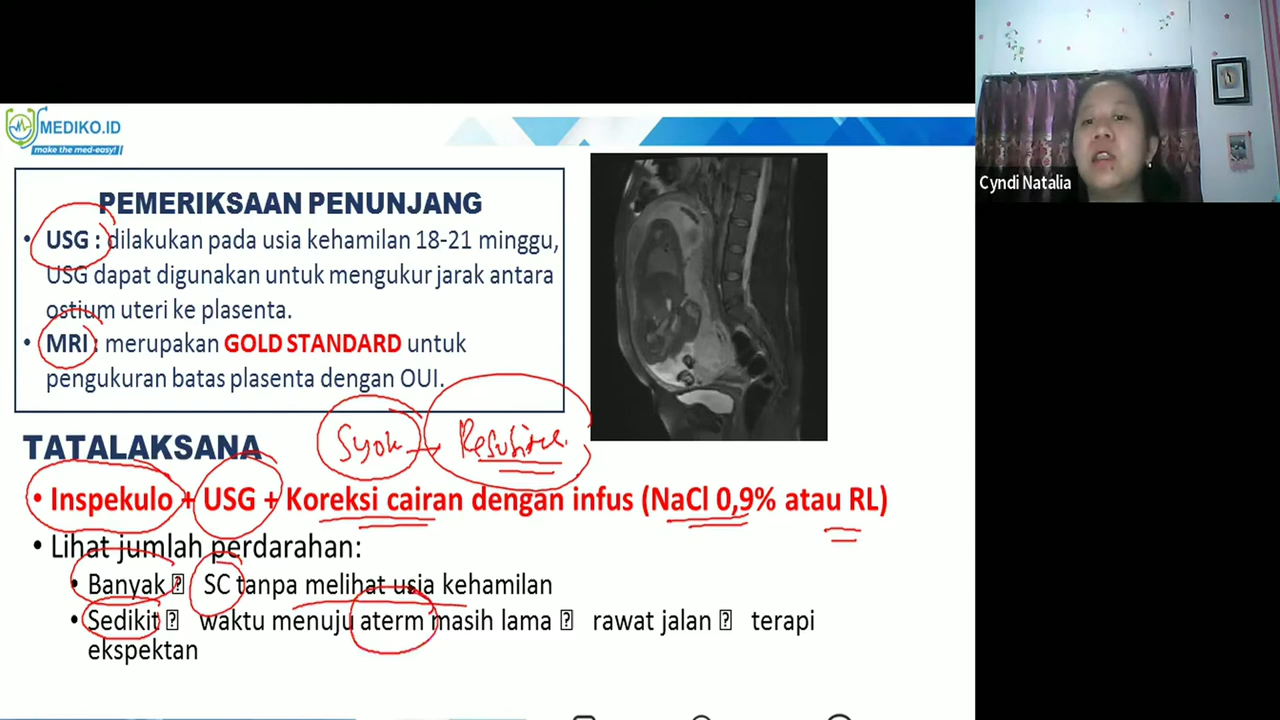 MEDIKO.ID
make the med-easy!
PEMERIKSAAN PENUNJANG
• USG : dilakukan pada usia kehamilan 18-21 minggu,
USG dapat digunakan untuk mengukur jarak antara
ostium uteri ke plasenta.
• MRI : merupakan GOLD STANDARD untuk
pengukuran batas plasenta dengan OUI.
Syok →
TATALAKSANA
• Inspekulo + USG + Koreksi cairan dengan infus (NaCl 0,9% atau RL)
• Lihat jumlah perdarahan:
• Banyak SC tanpa melihat usia kehamilan
• Sedikit waktu menuju aterm masih lama rawat jalan terapi
ekspektan
Cyndi Natalia